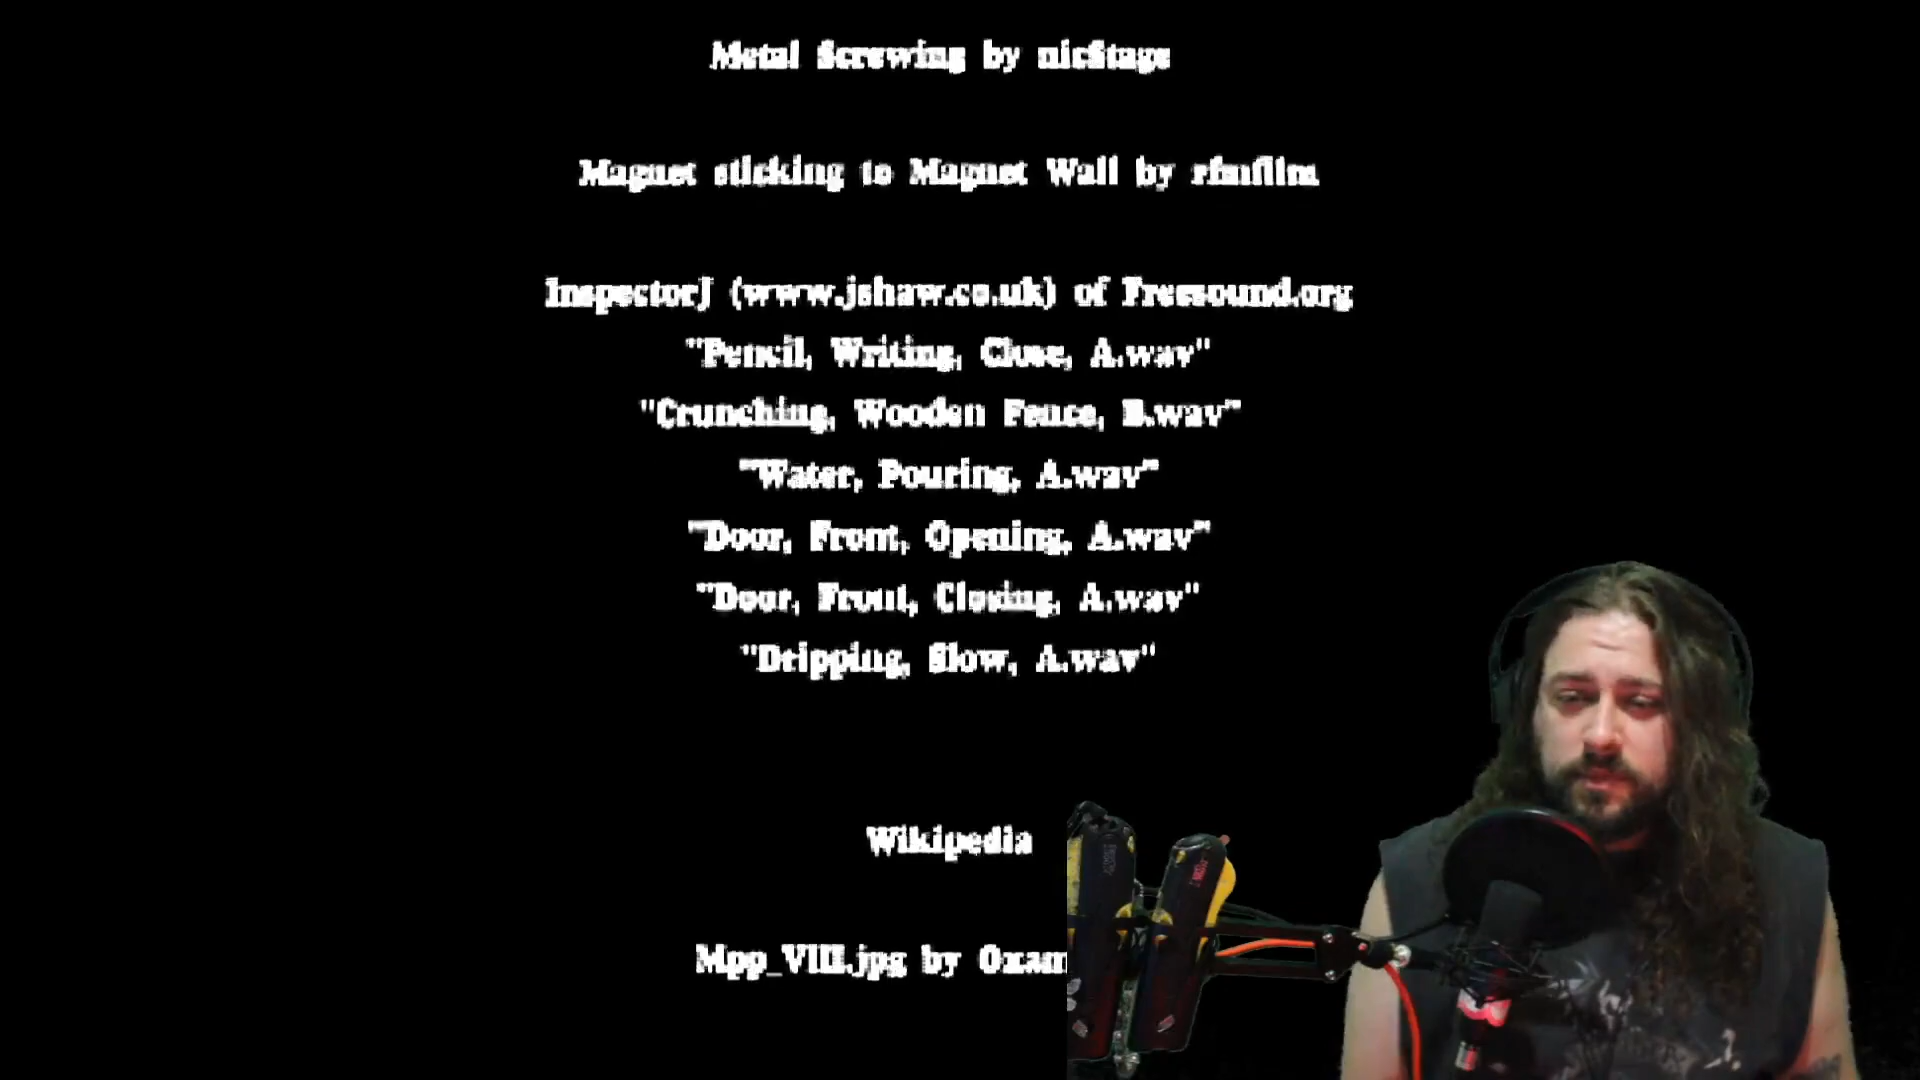 Metal Screwing by nicStage
Magnet sticking to Magnet Wall by
InspectorJ (www.jshaw.co.uk) of Freesound.org
"Pencil, Writing, Close, A.wav"
"Crunching, Wooden Fence, B.wav"
"Water, Pouring, A.wav"
"Door, Front, Opening, A.wav"
"Door, Front, Closing, A.wav"
"Dripping, Slow, A.wav"
Wikipedia
Mpp_VIII.jpg by